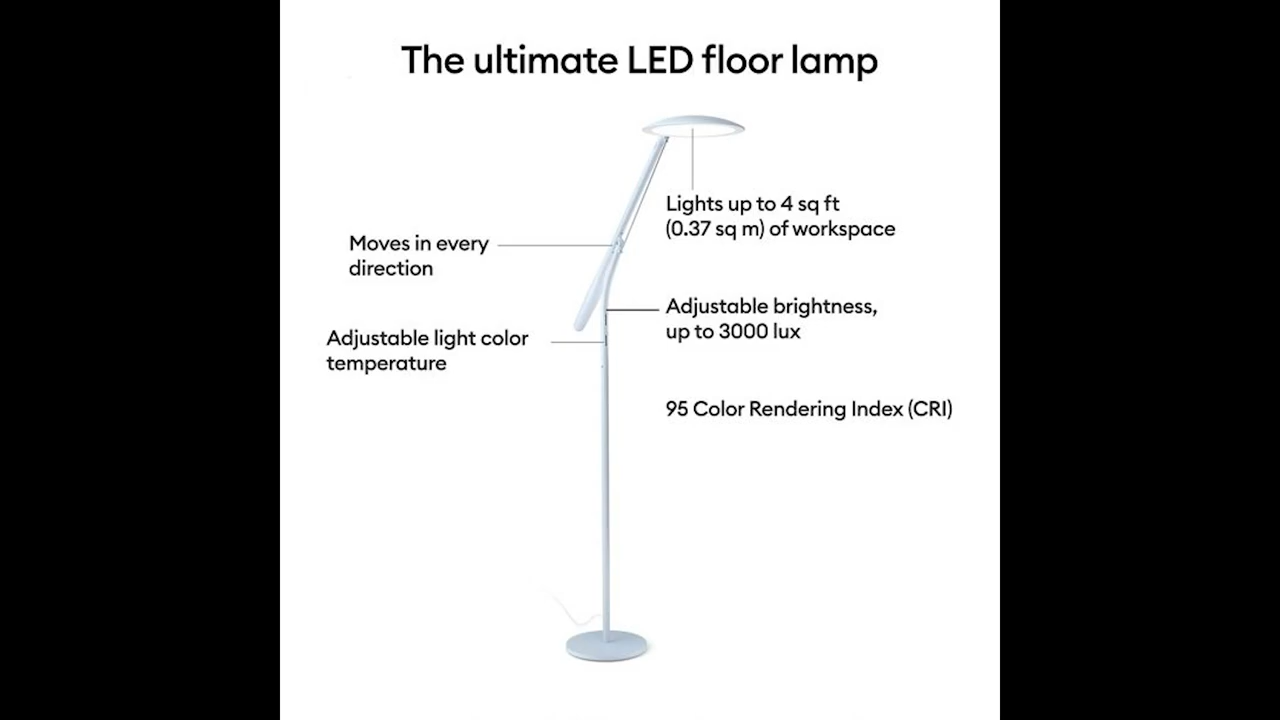 The ultimate LED floor lamp
Lights up to 4 sq ft
(0.37 sq m) of workspace
Moves in every
direction
Adjustable brightness,
up to 3000 lux
Adjustable light color
temperature
95 Color Rendering Index (CRI)